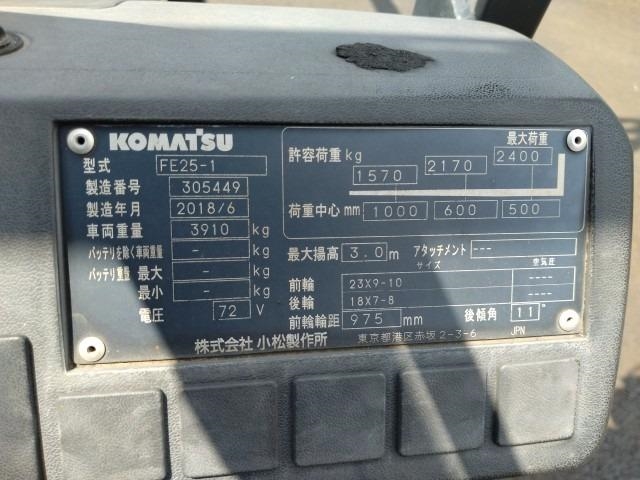 KOMATSU
型式 FE25-1
製造番号 305449
製造年月 2018/6
車両重量 3910 kg
バッテリを除く車両重量 - kg
バッテリ重量 最大 - kg
最小 - kg
電圧 72 V
最大荷重
許容荷重 kg 1570 2170 2400
荷重中心 mm 1000 600 500
最大揚高 3.0 m アタッチメント ---
サイズ 空気圧
前輪 23X9-10 ----
後輪 18X7-8 ----
前輪輪距 975 mm 後傾角 11°
株式会社 小松製作所 東京都港区赤坂2-3-6 JPN